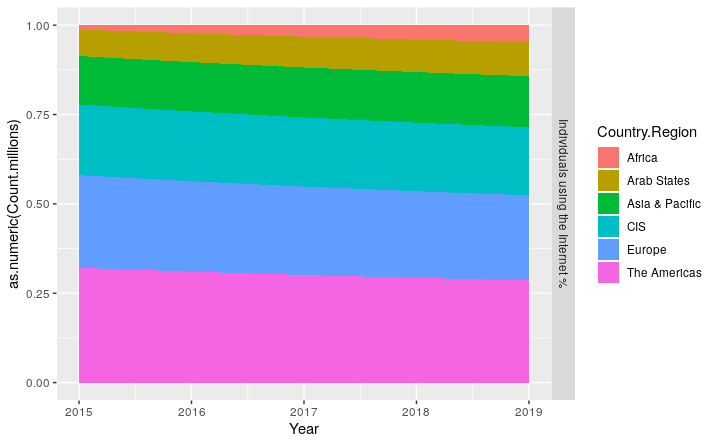 1.00
0.75
0.50
0.25
0.00
as.numeric(Count.millions)
2015
2016
2017
2018
2019
Year
Individuals using the Internet %
Country.Region
Africa
Arab States
Asia & Pacific
CIS
Europe
The Americas